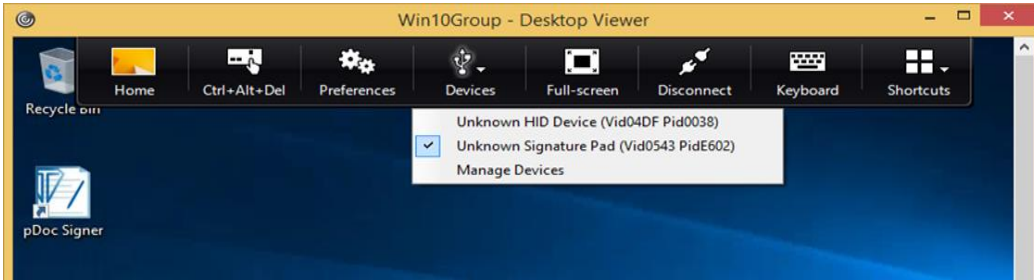 Win10Group - Desktop Viewer
Home Ctrl+Alt+Del Preferences Devices Full-screen Disconnect Keyboard Shortcuts
Recycle Bin
Unknown HID Device (Vid04DF Pid0038)
Unknown Signature Pad (Vid0543 PidE602)
Manage Devices
pDoc Signer